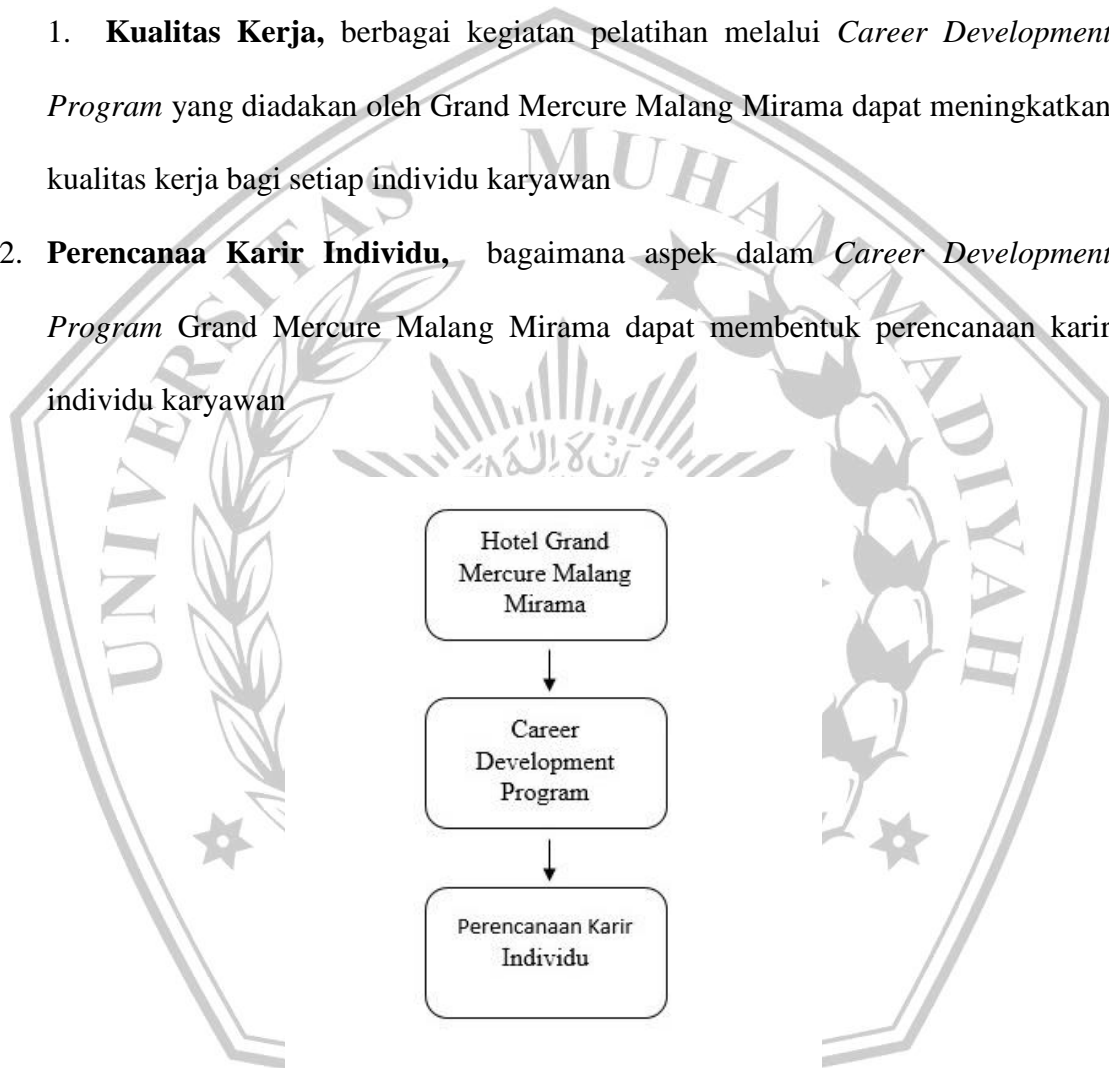 1. Kualitas Kerja, berbagai kegiatan pelatihan melalui Career Development
Program yang diadakan oleh Grand Mercure Malang Mirama dapat meningkatkan
kualitas kerja bagi setiap individu karyawan
2. Perencanaa Karir Individu, bagaimana aspek dalam Career Development
Program Grand Mercure Malang Mirama dapat membentuk perencanaan karir
individu karyawan
UNIVERSITAS MUHAMMADIYAH
Hotel Grand
Mercure Malang
Mirama
Career
Development
Program
Perencanaan Karir
Individu